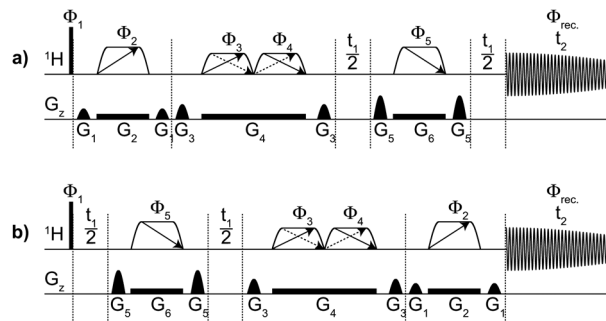 Φ1 Φ2 Φ3 Φ4 t1/2 Φ5 t1/2 Φrec.
t2
a) 1H
Gz G1 G2 G1 G3 G4 G3 G5 G6 G5
Φ1 t1/2 Φ5 t1/2 Φ3 Φ4 Φ2 Φrec.
t2
b) 1H
Gz G5 G6 G5 G3 G4 G3 G1 G2 G1